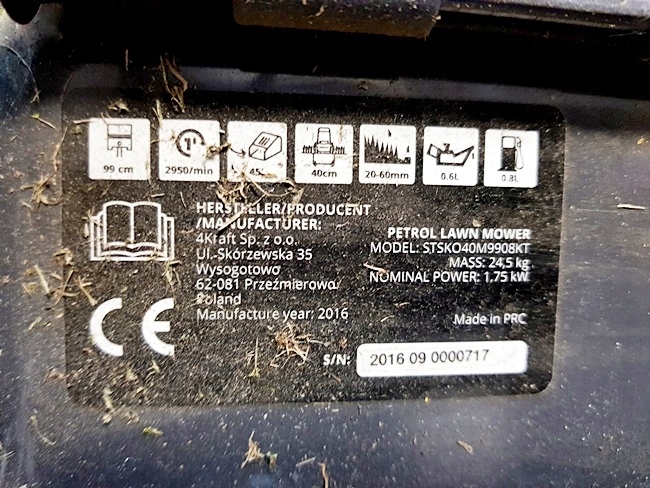 99 cm
2950/min
45L
40cm
20-60mm
0.6L
0.8L
HERSTELLER/PRODUCENT
/MANUFACTURER:
4Kraft Sp. z o.o.
Ul. Skórzewska 35
Wysogotowo
62-081 Przeźmierowo
Poland
Manufacture year: 2016
PETROL LAWN MOWER
MODEL: STSKO40M9908KT
MASS: 24,5 kg
NOMINAL POWER: 1,75 kW
Made in PRC
CE
S/N: 2016 09 0000717